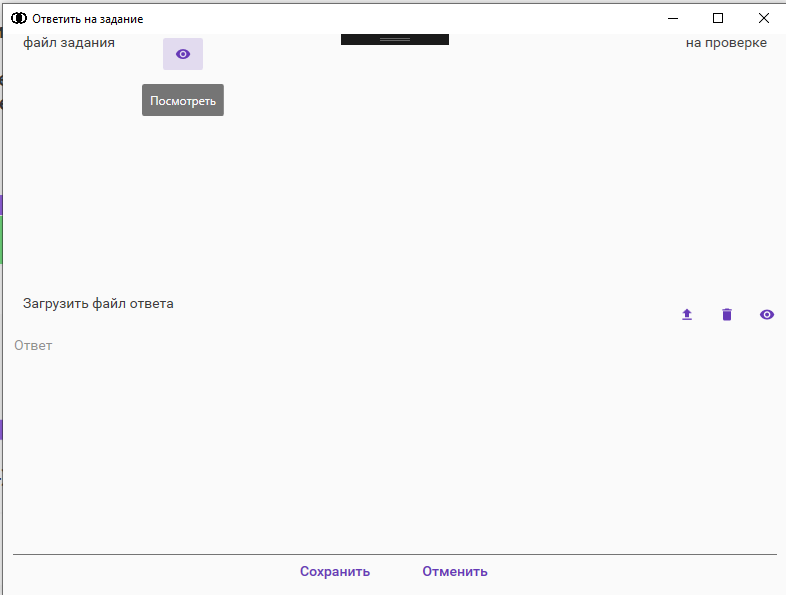 Ответить на задание
файл задания
на проверке
Посмотреть
Загрузить файл ответа
Ответ
Сохранить
Отменить